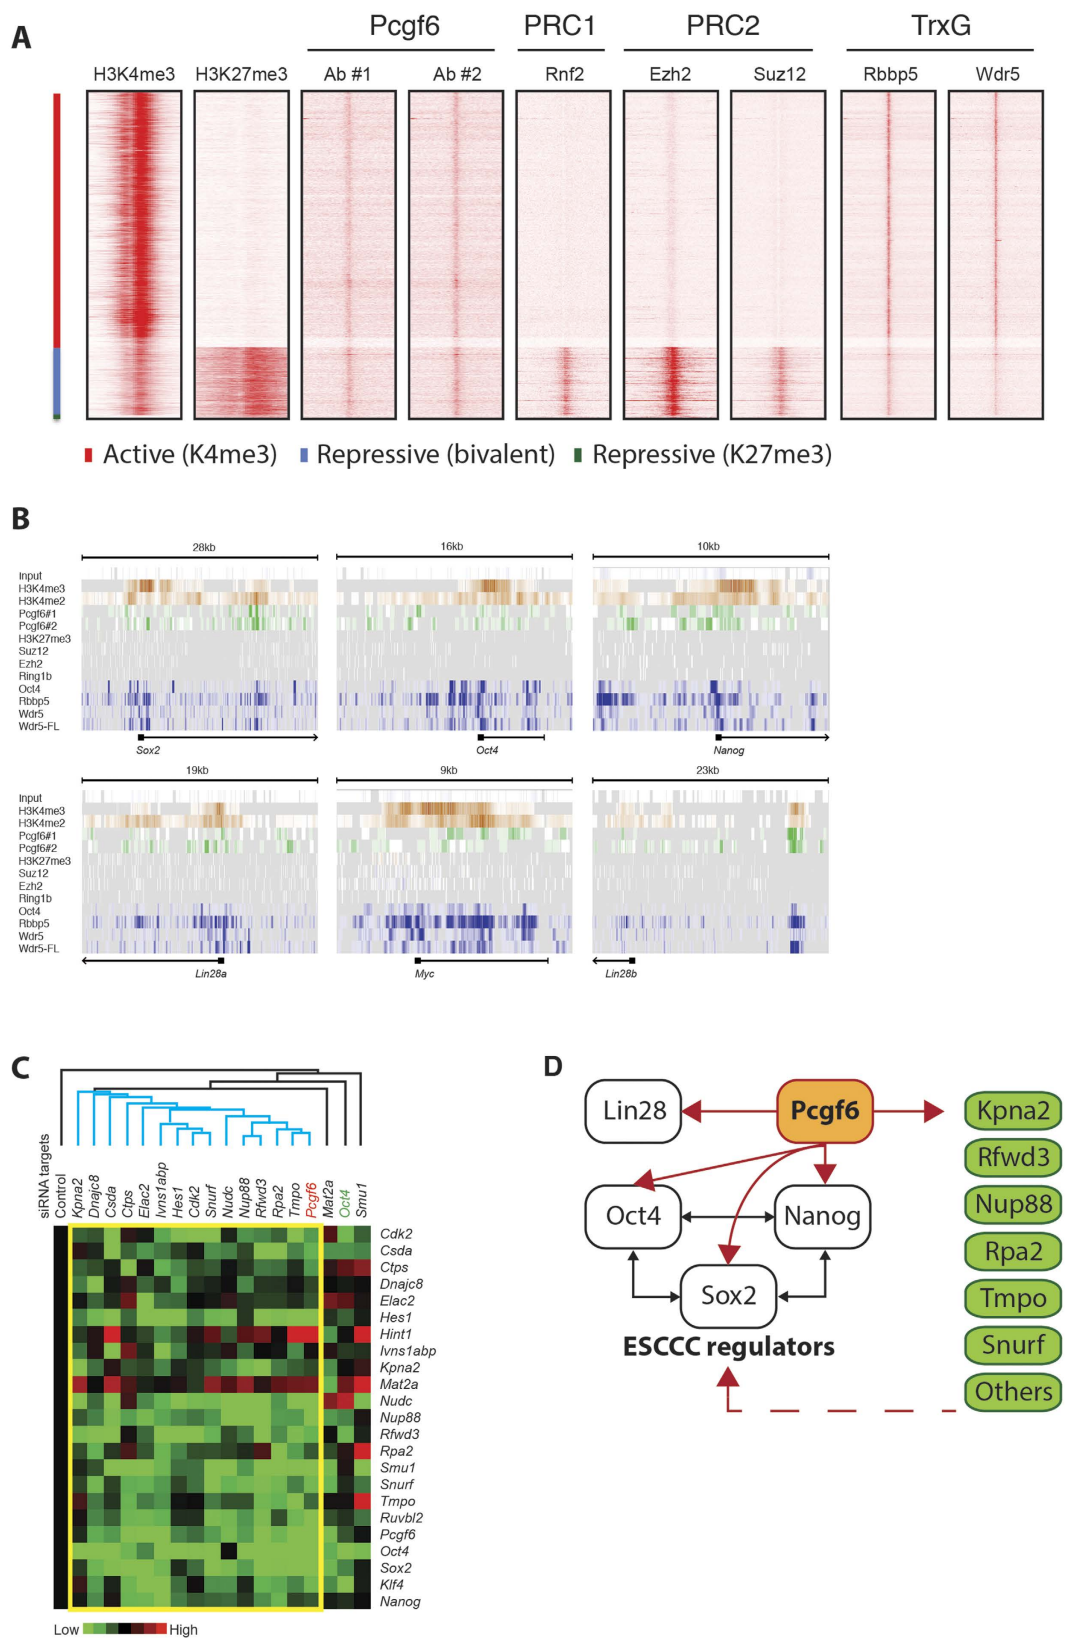 A
Pcgf6 PRC1 PRC2 TrxG
H3K4me3 H3K27me3 Ab #1 Ab #2 Rnf2 Ezh2 Suz12 Rbbp5 Wdr5
Active (K4me3) Repressive (bivalent) Repressive (K27me3)
B
28kb 16kb 10kb
Input
H3K4me3
H3K4me2
Pcgf6#1
Pcgf6#2
H3K27me3
Suz12
Ezh2
Ring1b
Oct4
Rbbp5
Wdr5
Wdr5-FL
Sox2 Oct4 Nanog
19kb 9kb 23kb
Input
H3K4me3
H3K4me2
Pcgf6#1
Pcgf6#2
H3K27me3
Suz12
Ezh2
Ring1b
Oct4
Rbbp5
Wdr5
Wdr5-FL
Lin28a Myc Lin28b
C
siRNA targets
Control
Kpna2
Dnajc8
Csda
Ctps
Elac2
Ivns1abp
Hes1
Cdk2
Snurf
Nudc
Nup88
Rfwd3
Rpa2
Tmpo
Pcgf6
Mat2a
Oct4
Smu1
Cdk2
Csda
Ctps
Dnajc8
Elac2
Hes1
Hint1
Ivns1abp
Kpna2
Mat2a
Nudc
Nup88
Rfwd3
Rpa2
Smu1
Snurf
Tmpo
Ruvbl2
Pcgf6
Oct4
Sox2
Klf4
Nanog
Low High
D
Lin28 Pcgf6 Kpna2
Rfwd3
Oct4 Nanog Nup88
Rpa2
Sox2 Tmpo
ESCCC regulators Snurf
Others